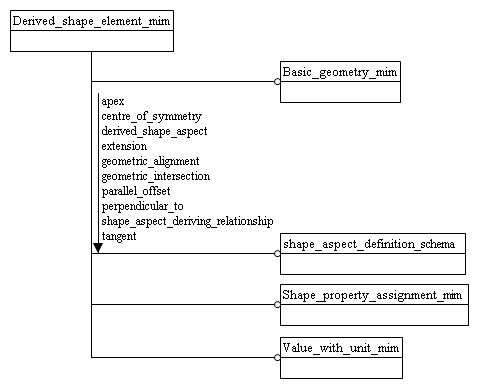 Derived_shape_element_mim
Basic_geometry_mim
apex
centre_of_symmetry
derived_shape_aspect
extension
geometric_alignment
geometric_intersection
parallel_offset
perpendicular_to
shape_aspect_deriving_relationship
tangent
shape_aspect_definition_schema
Shape_property_assignment_mim
Value_with_unit_mim